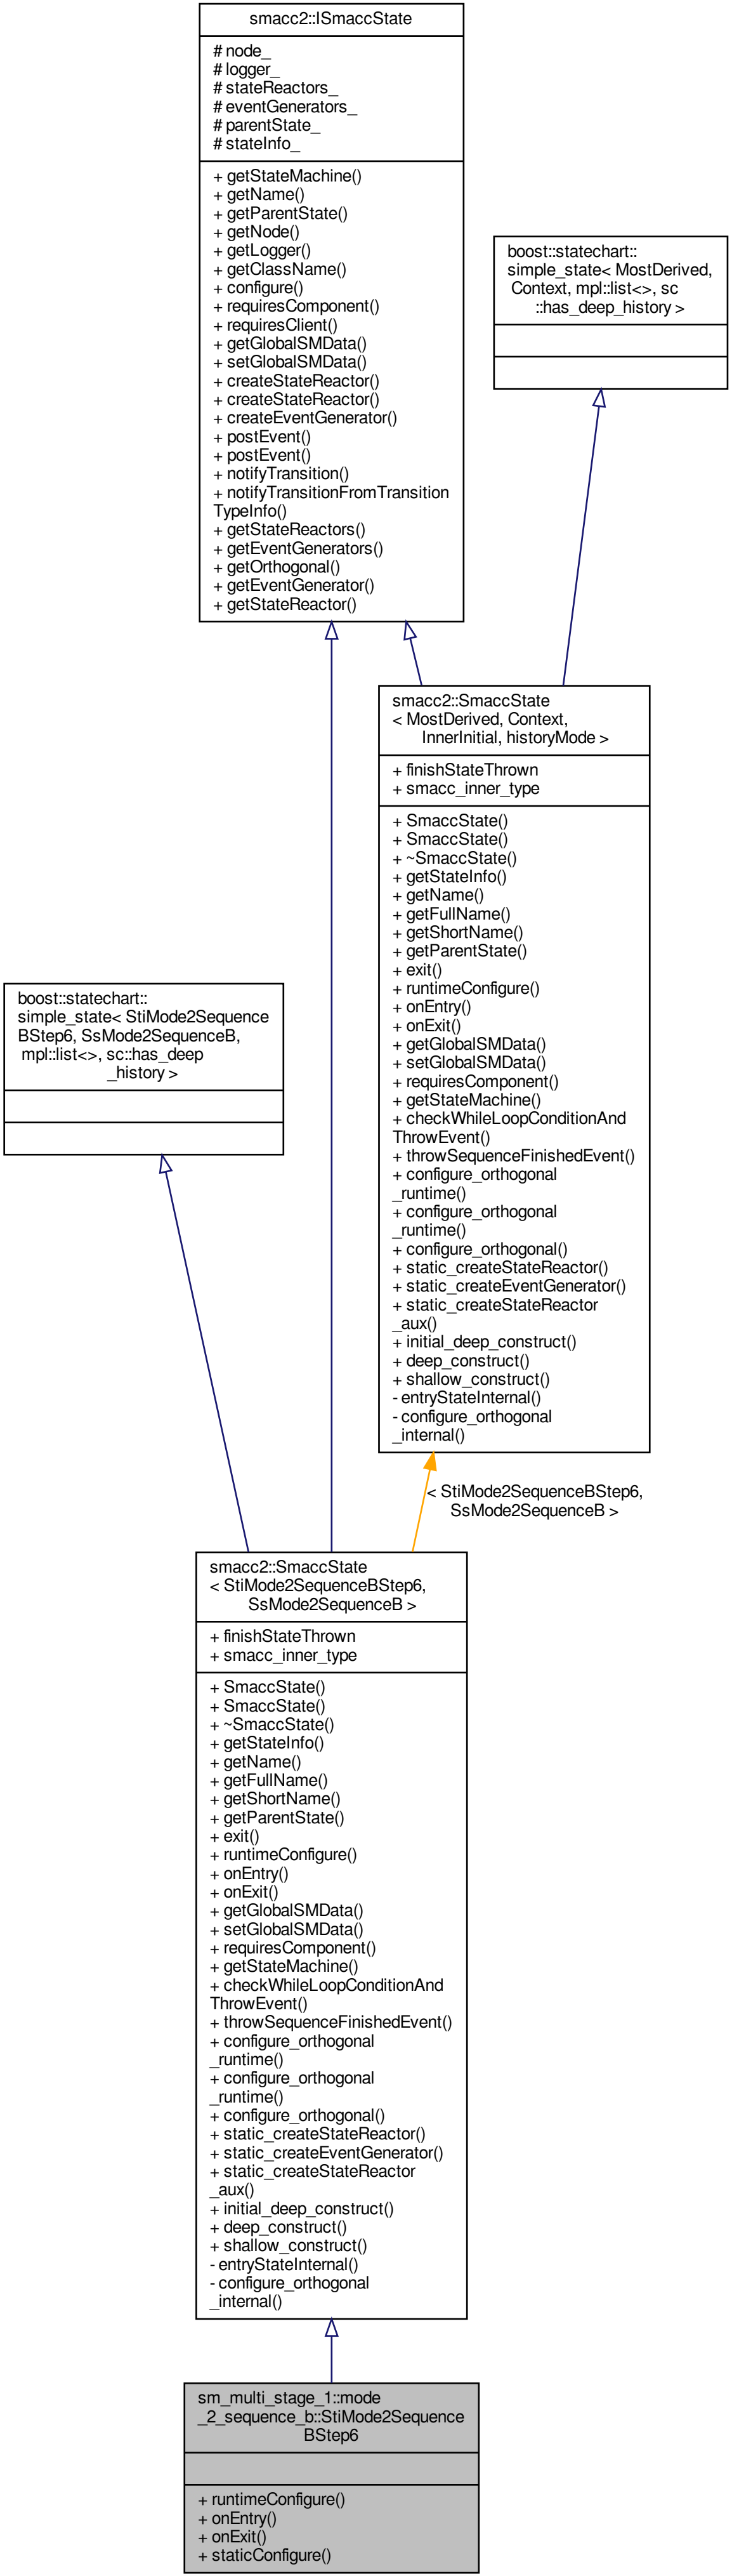 smacc2::ISmaccState
# node_
# logger_
# stateReactors_
# eventGenerators_
# parentState_
# stateInfo_
+ getStateMachine()
+ getName()
+ getParentState()
+ getNode()
+ getLogger()
+ getClassName()
+ configure()
+ requiresComponent()
+ requiresClient()
+ getGlobalSMData()
+ setGlobalSMData()
+ createStateReactor()
+ createStateReactor()
+ createEventGenerator()
+ postEvent()
+ postEvent()
+ notifyTransition()
+ notifyTransitionFromTransition
TypeInfo()
+ getStateReactors()
+ getEventGenerators()
+ getOrthogonal()
+ getEventGenerator()
+ getStateReactor()
boost::statechart::
simple_state< MostDerived,
Context, mpl::list<>, sc
::has_deep_history >
smacc2::SmaccState
< MostDerived, Context,
InnerInitial, historyMode >
+ finishStateThrown
+ smacc_inner_type
+ SmaccState()
+ SmaccState()
+ ~SmaccState()
+ getStateInfo()
+ getName()
+ getFullName()
+ getShortName()
+ getParentState()
+ exit()
+ runtimeConfigure()
+ onEntry()
+ onExit()
+ getGlobalSMData()
+ setGlobalSMData()
+ requiresComponent()
+ getStateMachine()
+ checkWhileLoopConditionAnd
ThrowEvent()
+ throwSequenceFinishedEvent()
+ configure_orthogonal
_runtime()
+ configure_orthogonal
_runtime()
+ configure_orthogonal()
+ static_createStateReactor()
+ static_createEventGenerator()
+ static_createStateReactor
_aux()
+ initial_deep_construct()
+ deep_construct()
+ shallow_construct()
- entryStateInternal()
- configure_orthogonal
_internal()
boost::statechart::
simple_state< StiMode2Sequence
BStep6, SsMode2SequenceB,
mpl::list<>, sc::has_deep
_history >
< StiMode2SequenceBStep6,
SsMode2SequenceB >
smacc2::SmaccState
< StiMode2SequenceBStep6,
SsMode2SequenceB >
+ finishStateThrown
+ smacc_inner_type
+ SmaccState()
+ SmaccState()
+ ~SmaccState()
+ getStateInfo()
+ getName()
+ getFullName()
+ getShortName()
+ getParentState()
+ exit()
+ runtimeConfigure()
+ onEntry()
+ onExit()
+ getGlobalSMData()
+ setGlobalSMData()
+ requiresComponent()
+ getStateMachine()
+ checkWhileLoopConditionAnd
ThrowEvent()
+ throwSequenceFinishedEvent()
+ configure_orthogonal
_runtime()
+ configure_orthogonal
_runtime()
+ configure_orthogonal()
+ static_createStateReactor()
+ static_createEventGenerator()
+ static_createStateReactor
_aux()
+ initial_deep_construct()
+ deep_construct()
+ shallow_construct()
- entryStateInternal()
- configure_orthogonal
_internal()
sm_multi_stage_1::mode
_2_sequence_b::StiMode2Sequence
BStep6
+ runtimeConfigure()
+ onEntry()
+ onExit()
+ staticConfigure()